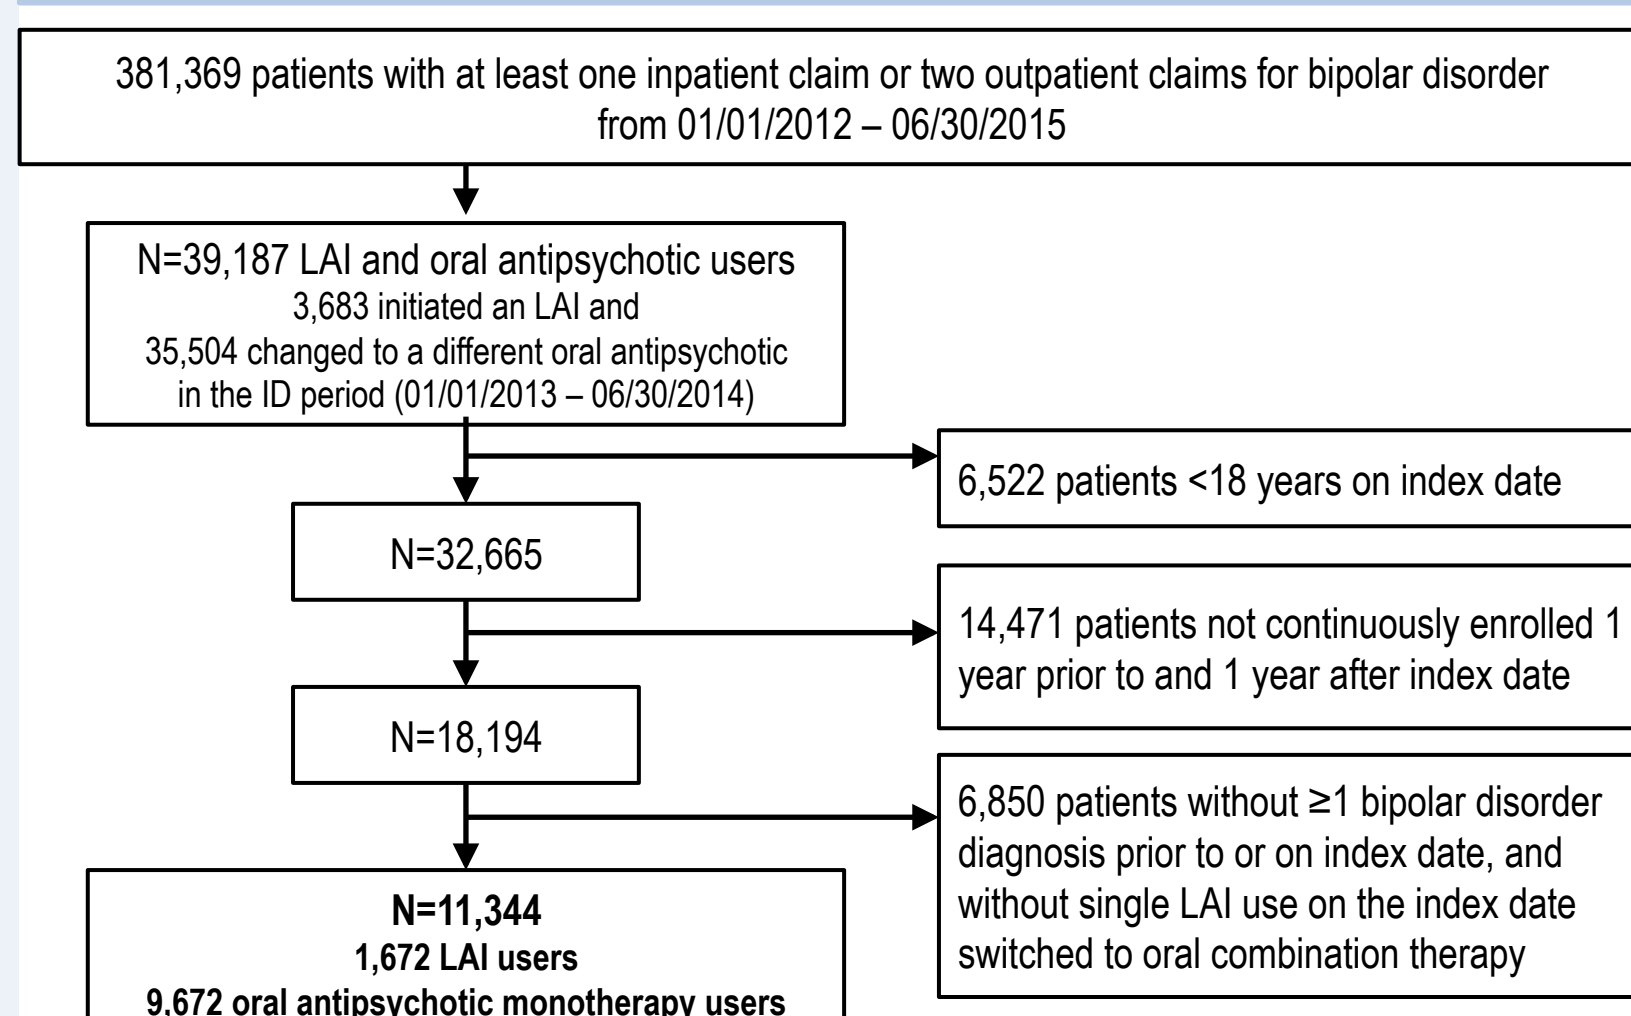 381,369 patients with at least one inpatient claim or two outpatient claims for bipolar disorder
from 01/01/2012 – 06/30/2015
N=39,187 LAI and oral antipsychotic users
3,683 initiated an LAI and
35,504 changed to a different oral antipsychotic
in the ID period (01/01/2013 – 06/30/2014)
6,522 patients <18 years on index date
N=32,665
14,471 patients not continuously enrolled 1
year prior to and 1 year after index date
N=18,194
6,850 patients without ≥1 bipolar disorder
diagnosis prior to or on index date, and
without single LAI use on the index date
switched to oral combination therapy
N=11,344
1,672 LAI users
9,672 oral antipsychotic monotherapy users